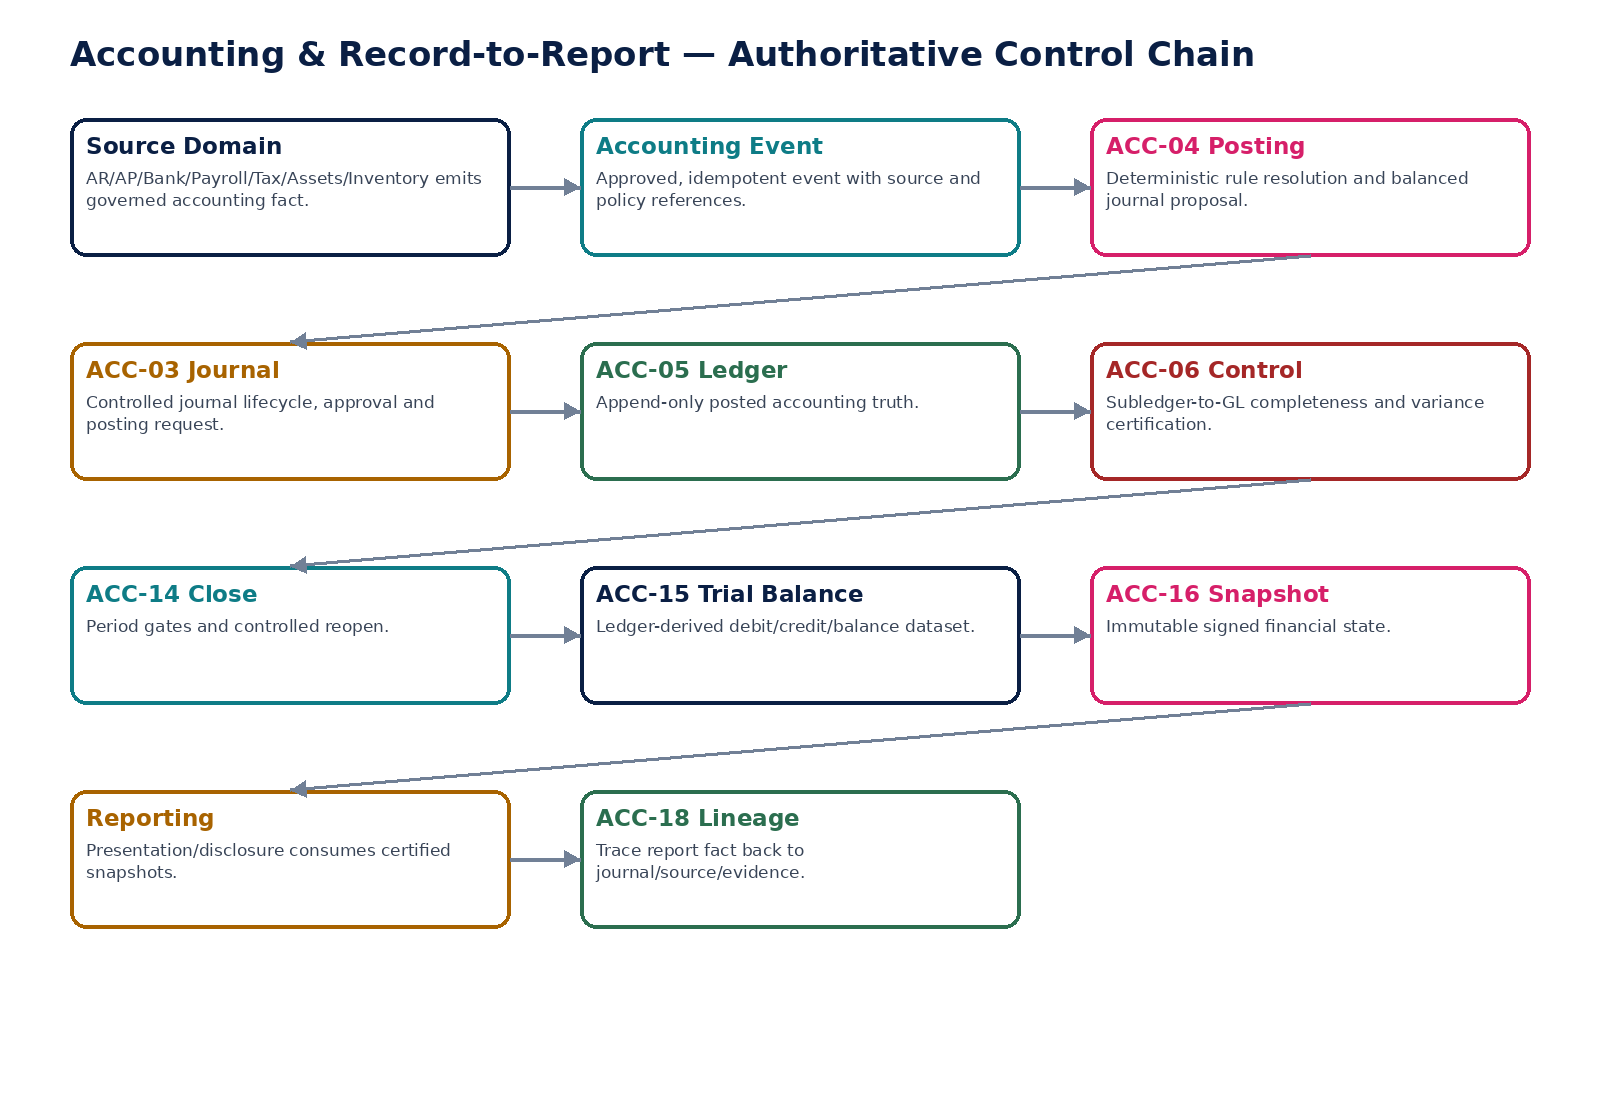 Accounting & Record-to-Report — Authoritative Control Chain
Source Domain
AR/AP/Bank/Payroll/Tax/Assets/Inventory emits
governed accounting fact.
Accounting Event
Approved, idempotent event with source and
policy references.
ACC-04 Posting
Deterministic rule resolution and balanced
journal proposal.
ACC-03 Journal
Controlled journal lifecycle, approval and
posting request.
ACC-05 Ledger
Append-only posted accounting truth.
ACC-06 Control
Subledger-to-GL completeness and variance
certification.
ACC-14 Close
Period gates and controlled reopen.
ACC-15 Trial Balance
Ledger-derived debit/credit/balance dataset.
ACC-16 Snapshot
Immutable signed financial state.
Reporting
Presentation/disclosure consumes certified
snapshots.
ACC-18 Lineage
Trace report fact back to
journal/source/evidence.